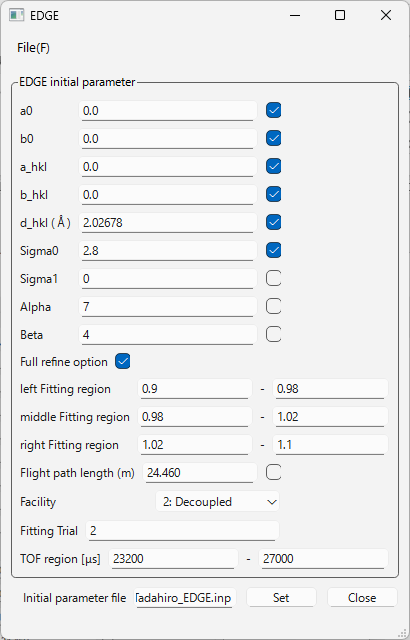 EDGE
File(F)
EDGE initial parameter
a0 0.0
b0 0.0
a_hkl 0.0
b_hkl 0.0
d_hkl (Å) 2.02678
Sigma0 2.8
Sigma1 0
Alpha 7
Beta 4
Full refine option
left Fitting region 0.9 - 0.98
middle Fitting region 0.98 - 1.02
right Fitting region 1.02 - 1.1
Flight path length (m) 24.460
Facility 2: Decoupled
Fitting Trial 2
TOF region [μs] 23200 - 27000
Initial parameter file Tadahiro_EDGE.inp Set Close